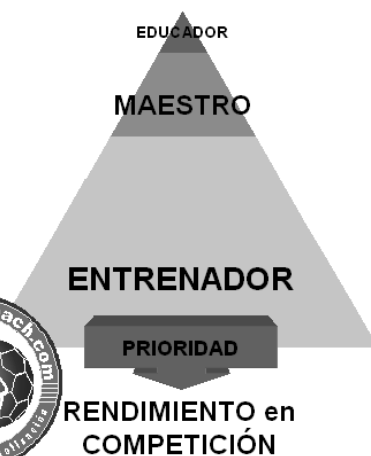 EDUCADOR
MAESTRO
ENTRENADOR
PRIORIDAD
RENDIMIENTO en
COMPETICIÓN